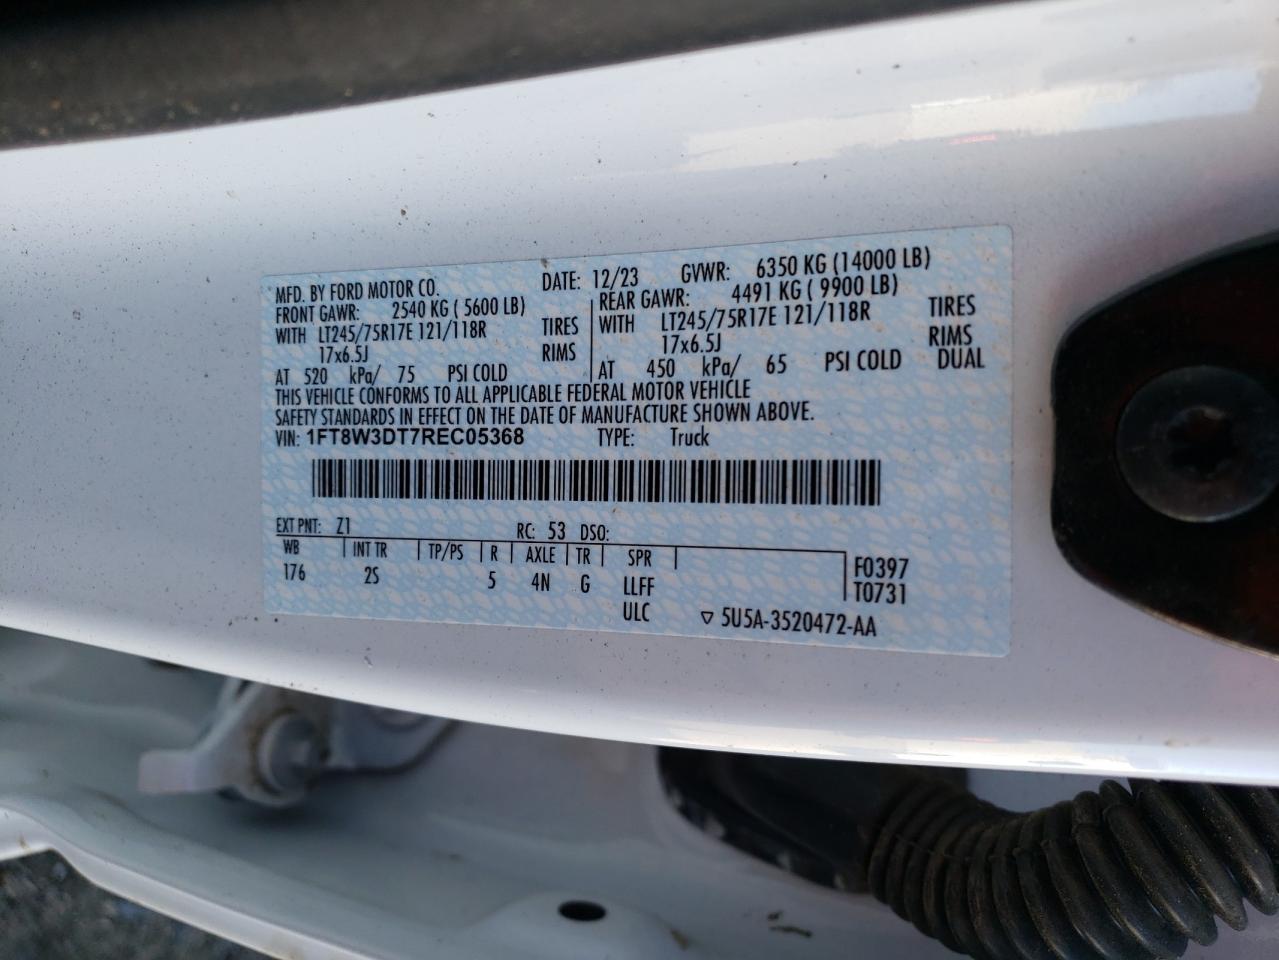 MFD. BY FORD MOTOR CO. DATE: 12/23 GVWR: 6350 KG (14000 LB)
FRONT GAWR: 2540 KG ( 5600 LB) REAR GAWR: 4491 KG ( 9900 LB)
WITH LT245/75R17E 121/118R TIRES WITH LT245/75R17E 121/118R TIRES
17x6.5J RIMS 17x6.5J RIMS
AT 520 kPa/ 75 PSI COLD AT 450 kPa/ 65 PSI COLD DUAL
THIS VEHICLE CONFORMS TO ALL APPLICABLE FEDERAL MOTOR VEHICLE
SAFETY STANDARDS IN EFFECT ON THE DATE OF MANUFACTURE SHOWN ABOVE.
VIN: 1FT8W3DT7REC05368 TYPE: Truck
EXT PNT: Z1 RC: 53 DSO:
WB INT TR TP/PS R AXLE TR SPR F0397
176 2S 5 4N G LLFF T0731
ULC ▽ 5U5A-3520472-AA